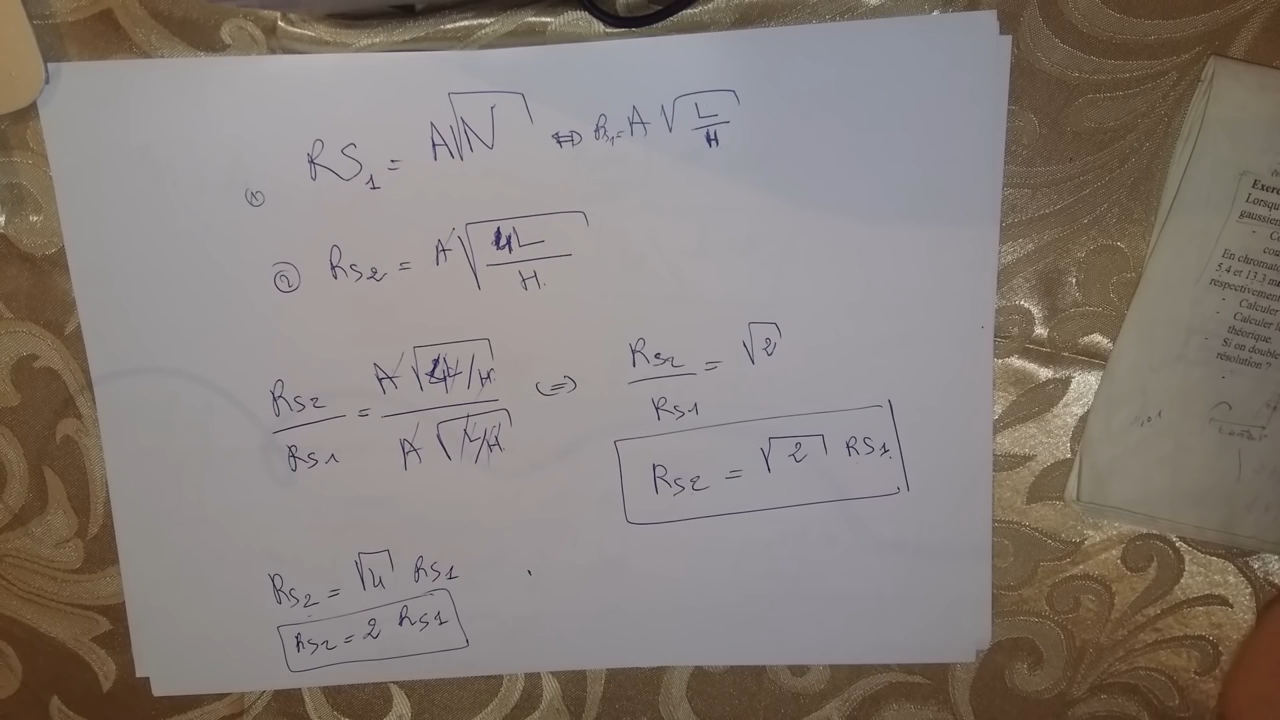 ① RS₁ = A√N ⇔ Rs₁ = A√(L/H)
② Rs₂ = A√(4L/H)
Rs₂/Rs₁ = A√(4L/H) / A√(L/H) ⇔ Rs₂/Rs₁ = √2
Rs₂ = √2 RS₁
Rs₂ = √4 Rs₁
Rs₂ = 2 Rs₁
Exerc
Lorsqu
gaussien
- C
cou
En chromato
5.4 et 13.3 m
respectivemen
- Calculer
- Calculer l
théorique.
- Si on double
résolution ?